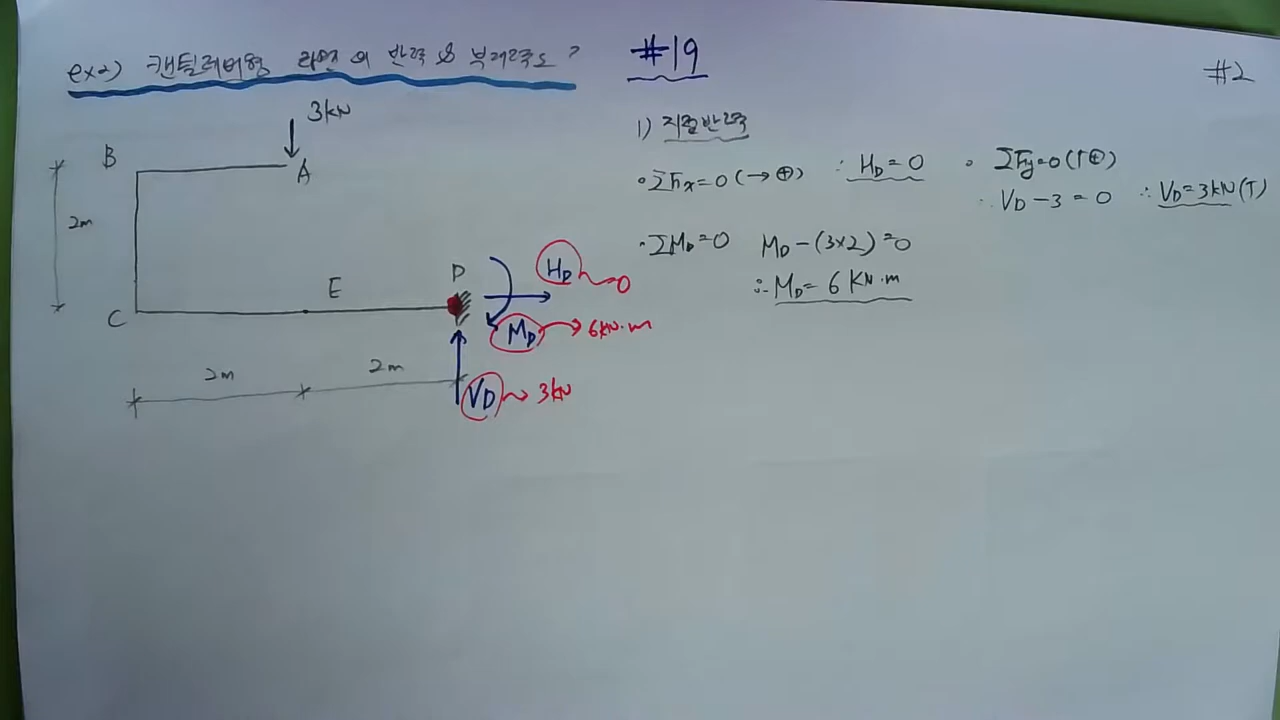 ex2) 캔틸레버형 라멘의 반력 & 부재력도?
#19
#2
3kN
B
A
2m
C
E
D
HD
0
MD → 6kN·m
VD
3kN
2m
2m
1) 지점반력
∘ ΣFx=0 (→⊕) ∴ HD=0
∘ ΣFy=0 (↑⊕)
∴ VD-3=0 ∴ VD=3kN(↑)
· ΣMD=0 MD-(3×2)=0
∴ MD=6 KN·m